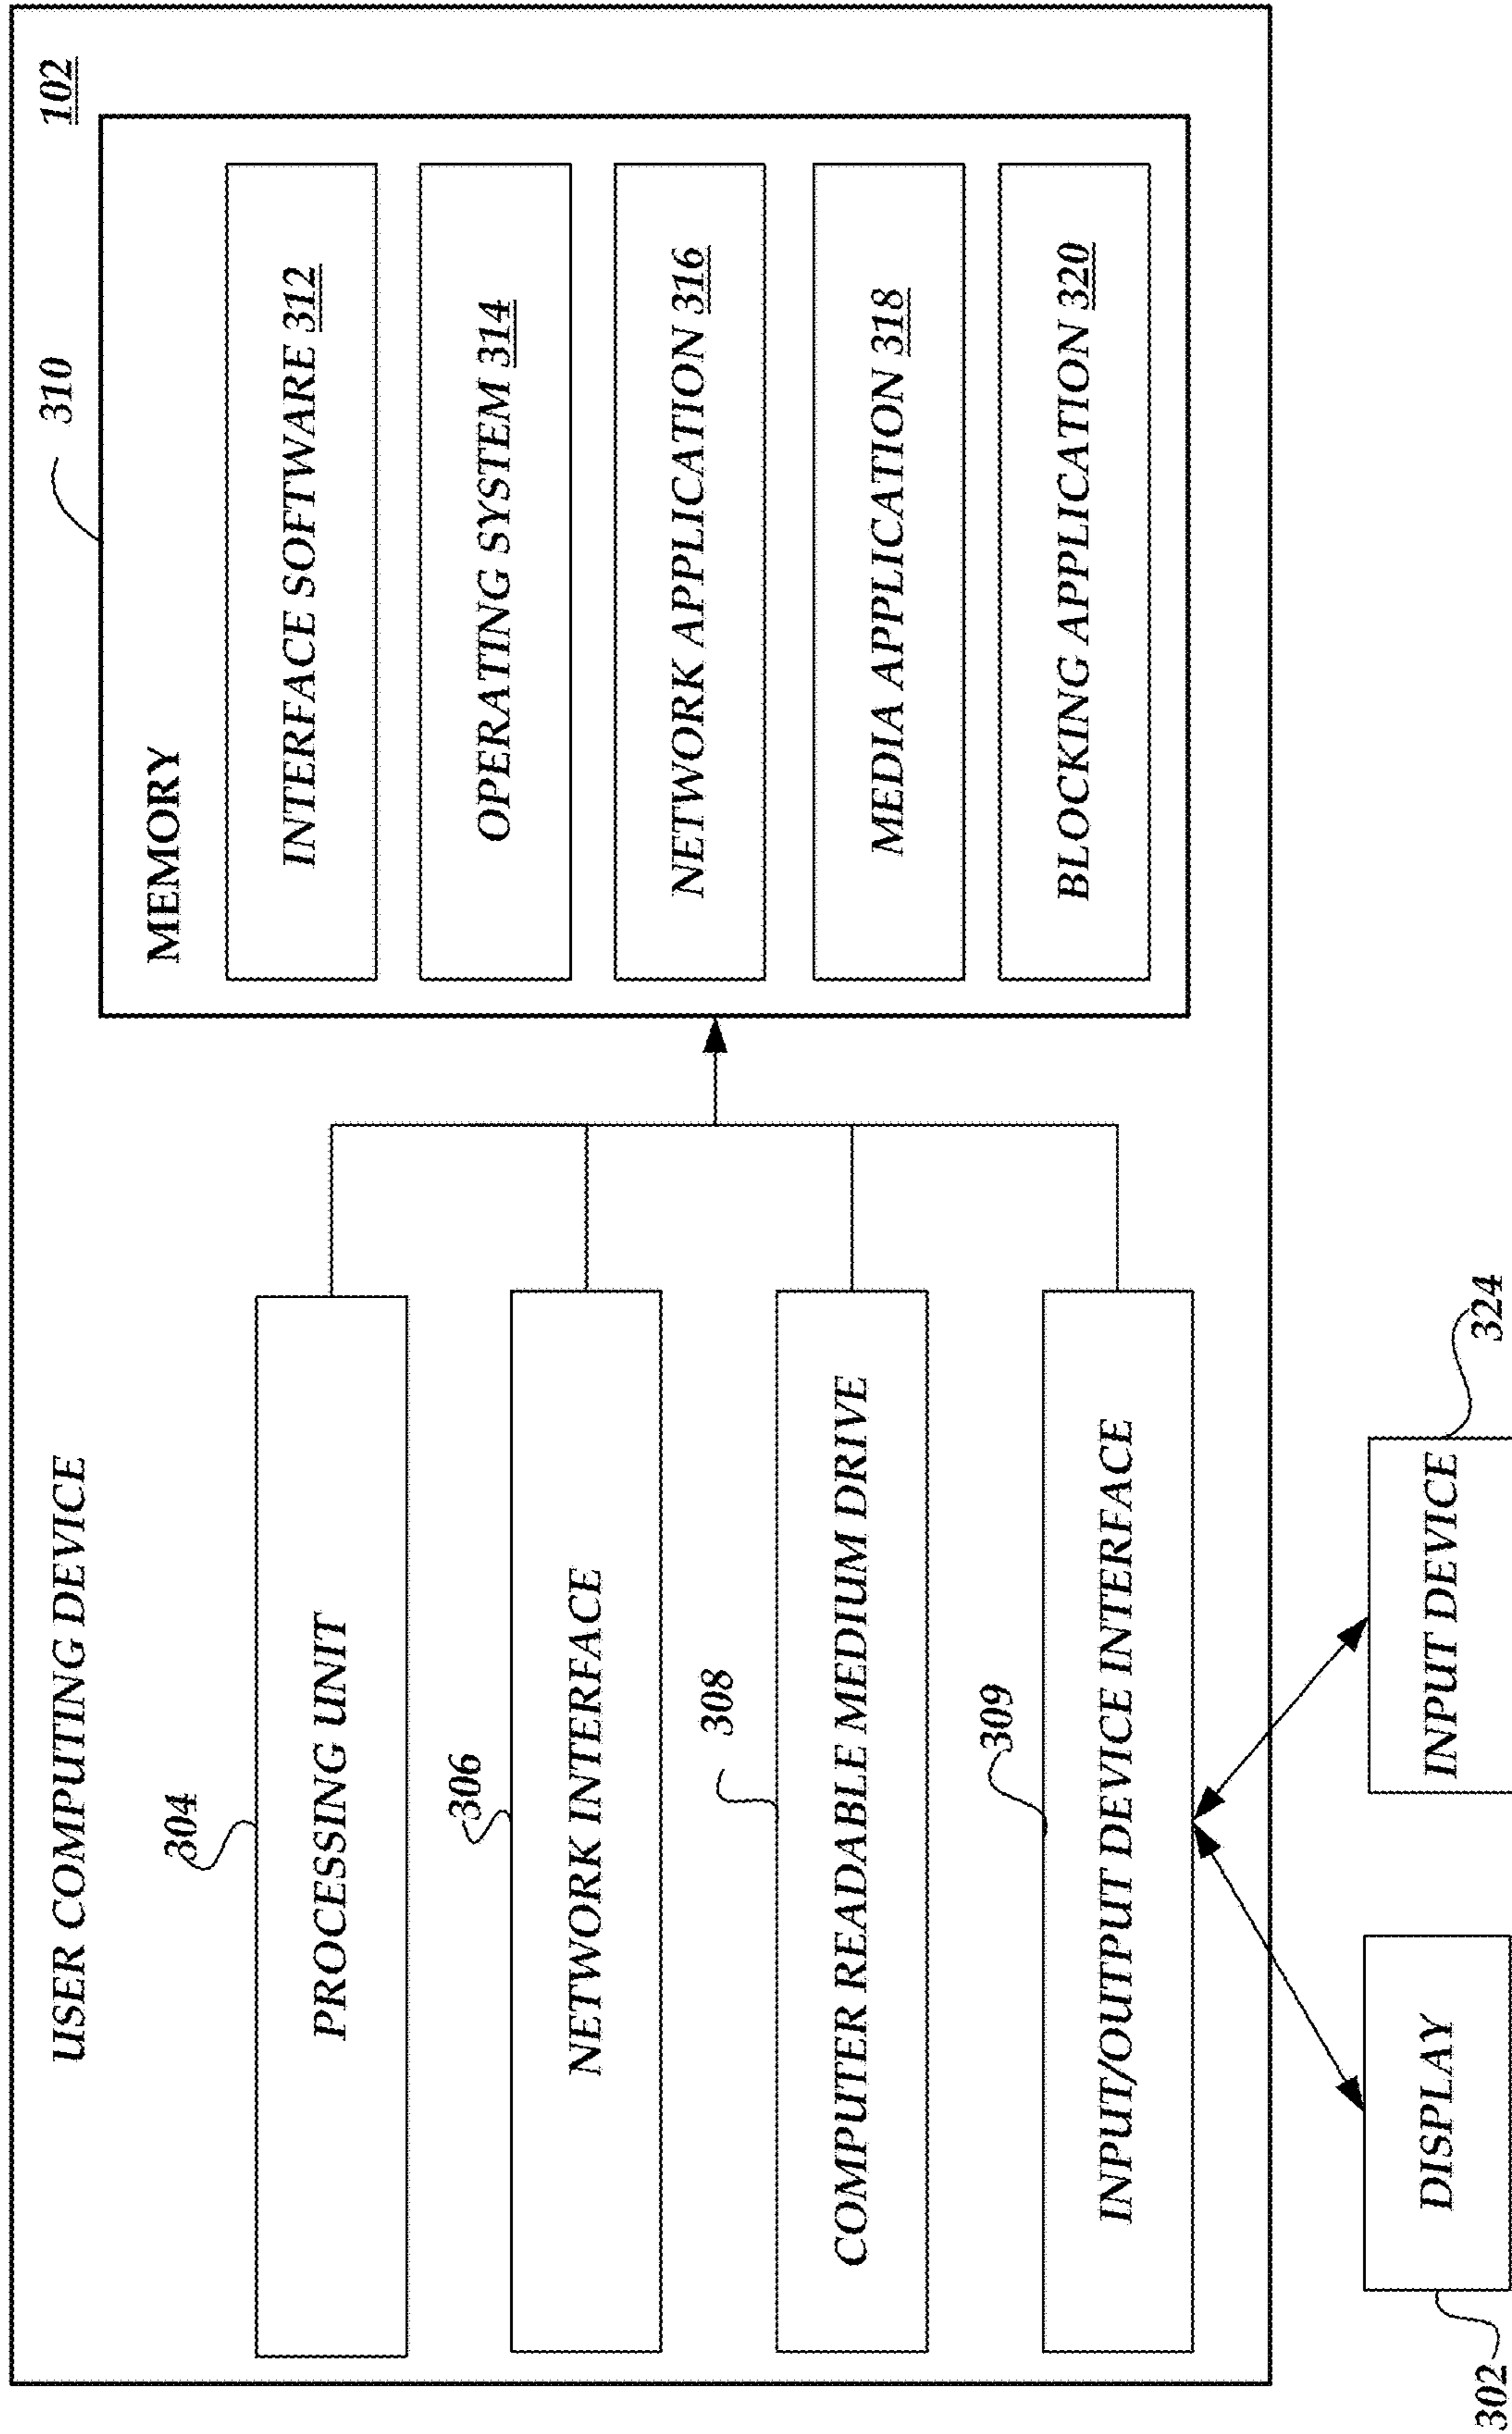 USER COMPUTING DEVICE
102
304
PROCESSING UNIT
306
NETWORK INTERFACE
308
COMPUTER READABLE MEDIUM DRIVE
309
INPUT/OUTPUT DEVICE INTERFACE
310
MEMORY
INTERFACE SOFTWARE 312
OPERATING SYSTEM 314
NETWORK APPLICATION 316
MEDIA APPLICATION 318
BLOCKING APPLICATION 320
302
DISPLAY
INPUT DEVICE
324